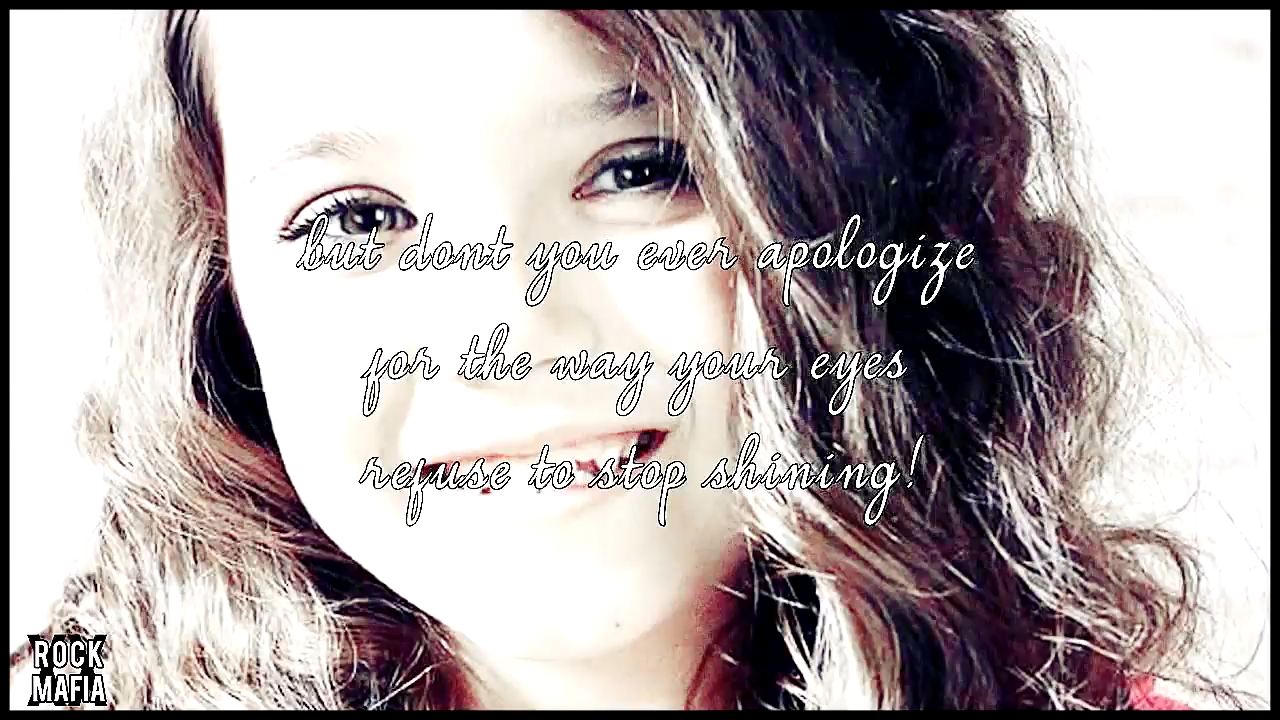 but dont you ever apologize
for the way your eyes
refuse to stop shining!
ROCK
MAFIA